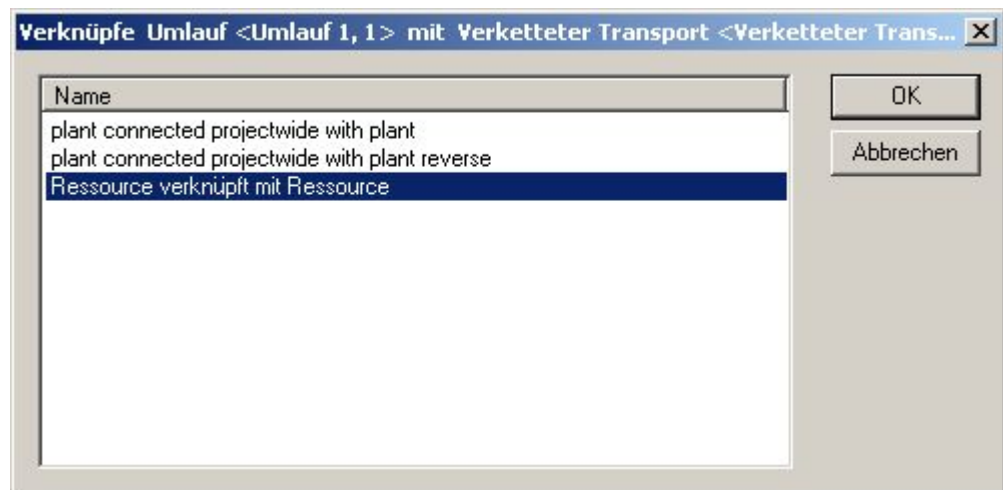 Verknüpfe Umlauf <Umlauf 1, 1> mit Verketteter Transport <Verketteter Trans...
Name
OK
plant connected projectwide with plant
plant connected projectwide with plant reverse
Abbrechen
Ressource verknüpft mit Ressource